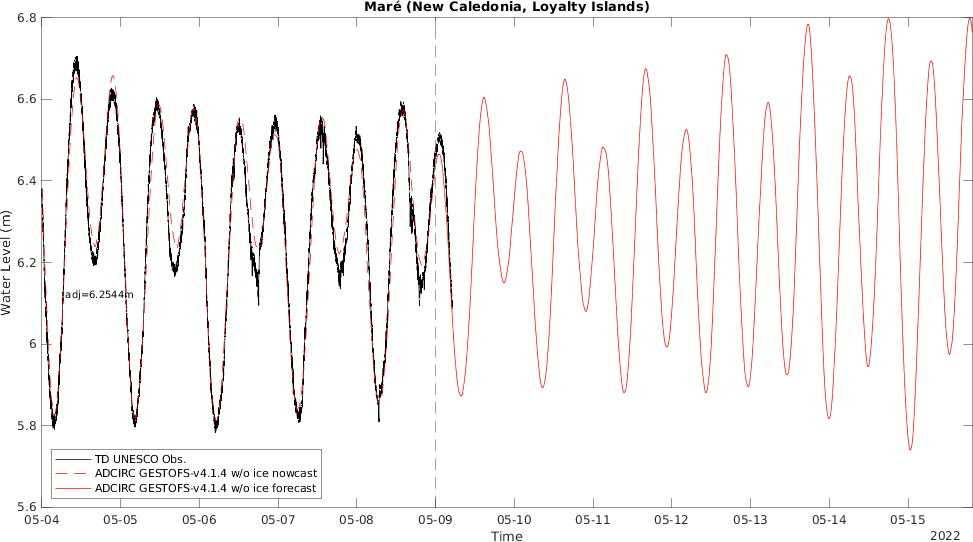 Maré (New Caledonia, Loyalty Islands)
6.8
6.6
6.4
6.2
6
5.8
5.6
Water Level (m)
adj=6.2544m
TD UNESCO Obs.
ADCIRC GESTOFS-v4.1.4 w/o ice nowcast
ADCIRC GESTOFS-v4.1.4 w/o ice forecast
05-04 05-05 05-06 05-07 05-08 05-09 05-10 05-11 05-12 05-13 05-14 05-15
Time
2022